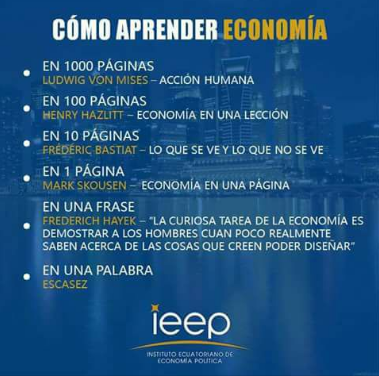 CÓMO APRENDER ECONOMÍA
EN 1000 PÁGINAS
LUDWIG VON MISES – ACCIÓN HUMANA
EN 100 PÁGINAS
HENRY HAZLITT – ECONOMÍA EN UNA LECCIÓN
EN 10 PÁGINAS
FRÉDÉRIC BASTIAT – LO QUE SE VE Y LO QUE NO SE VE
EN 1 PÁGINA
MARK SKOUSEN – ECONOMÍA EN UNA PÁGINA
EN UNA FRASE
FREDERICH HAYEK – "LA CURIOSA TAREA DE LA ECONOMÍA ES
DEMOSTRAR A LOS HOMBRES CUAN POCO REALMENTE
SABEN ACERCA DE LAS COSAS QUE CREEN PODER DISEÑAR"
EN UNA PALABRA
ESCASEZ
ieep
INSTITUTO ECUATORIANO DE
ECONOMÍA POLÍTICA